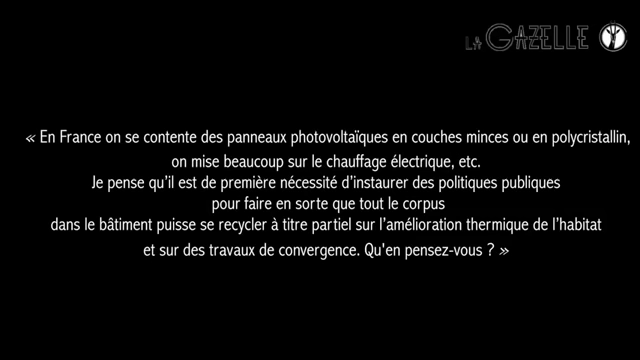 LA GAZELLE
« En France on se contente des panneaux photovoltaïques en couches minces ou en polycristallin,
on mise beaucoup sur le chauffage électrique, etc.
Je pense qu'il est de première nécessité d'instaurer des politiques publiques
pour faire en sorte que tout le corpus
dans le bâtiment puisse se recycler à titre partiel sur l'amélioration thermique de l'habitat
et sur des travaux de convergence. Qu'en pensez-vous ? »